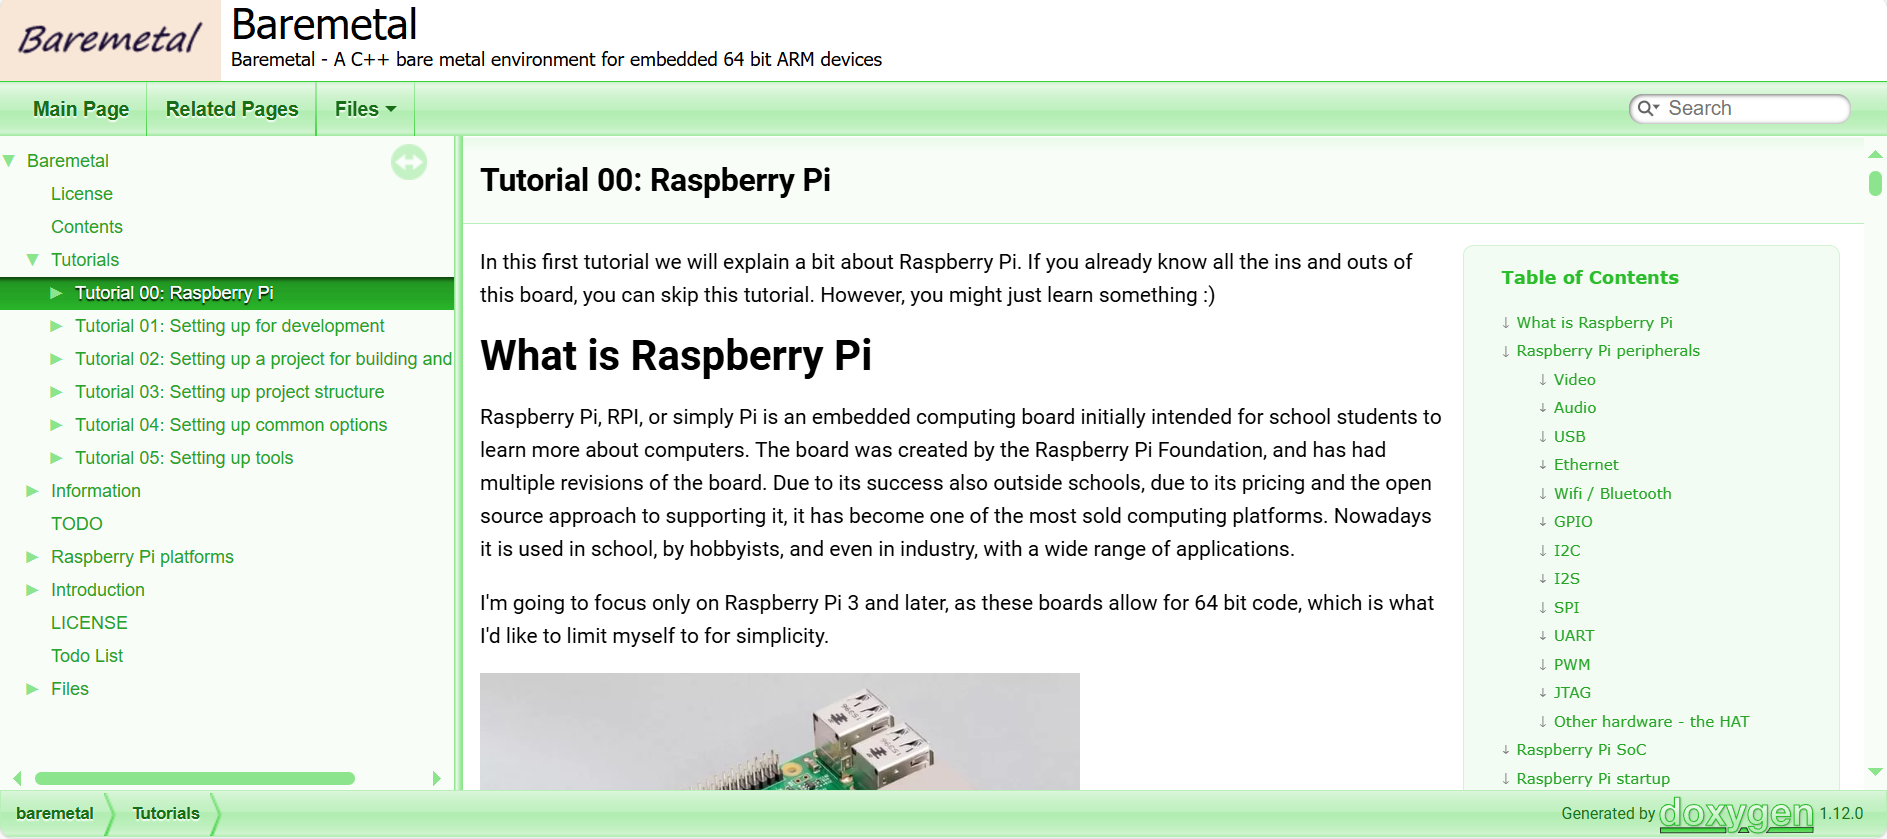 Baremetal
Baremetal
Baremetal - A C++ bare metal environment for embedded 64 bit ARM devices
Main Page
Related Pages
Files
Search
Baremetal
License
Contents
Tutorials
Tutorial 00: Raspberry Pi
Tutorial 01: Setting up for development
Tutorial 02: Setting up a project for building and
Tutorial 03: Setting up project structure
Tutorial 04: Setting up common options
Tutorial 05: Setting up tools
Information
TODO
Raspberry Pi platforms
Introduction
LICENSE
Todo List
Files
Tutorial 00: Raspberry Pi
In this first tutorial we will explain a bit about Raspberry Pi. If you already know all the ins and outs of
this board, you can skip this tutorial. However, you might just learn something :)
What is Raspberry Pi
Raspberry Pi, RPI, or simply Pi is an embedded computing board initially intended for school students to
learn more about computers. The board was created by the Raspberry Pi Foundation, and has had
multiple revisions of the board. Due to its success also outside schools, due to its pricing and the open
source approach to supporting it, it has become one of the most sold computing platforms. Nowadays
it is used in school, by hobbyists, and even in industry, with a wide range of applications.
I'm going to focus only on Raspberry Pi 3 and later, as these boards allow for 64 bit code, which is what
I'd like to limit myself to for simplicity.
Table of Contents
↓ What is Raspberry Pi
↓ Raspberry Pi peripherals
↓ Video
↓ Audio
↓ USB
↓ Ethernet
↓ Wifi / Bluetooth
↓ GPIO
↓ I2C
↓ I2S
↓ SPI
↓ UART
↓ PWM
↓ JTAG
↓ Other hardware - the HAT
↓ Raspberry Pi SoC
↓ Raspberry Pi startup
baremetal
Tutorials
Generated by doxygen 1.12.0